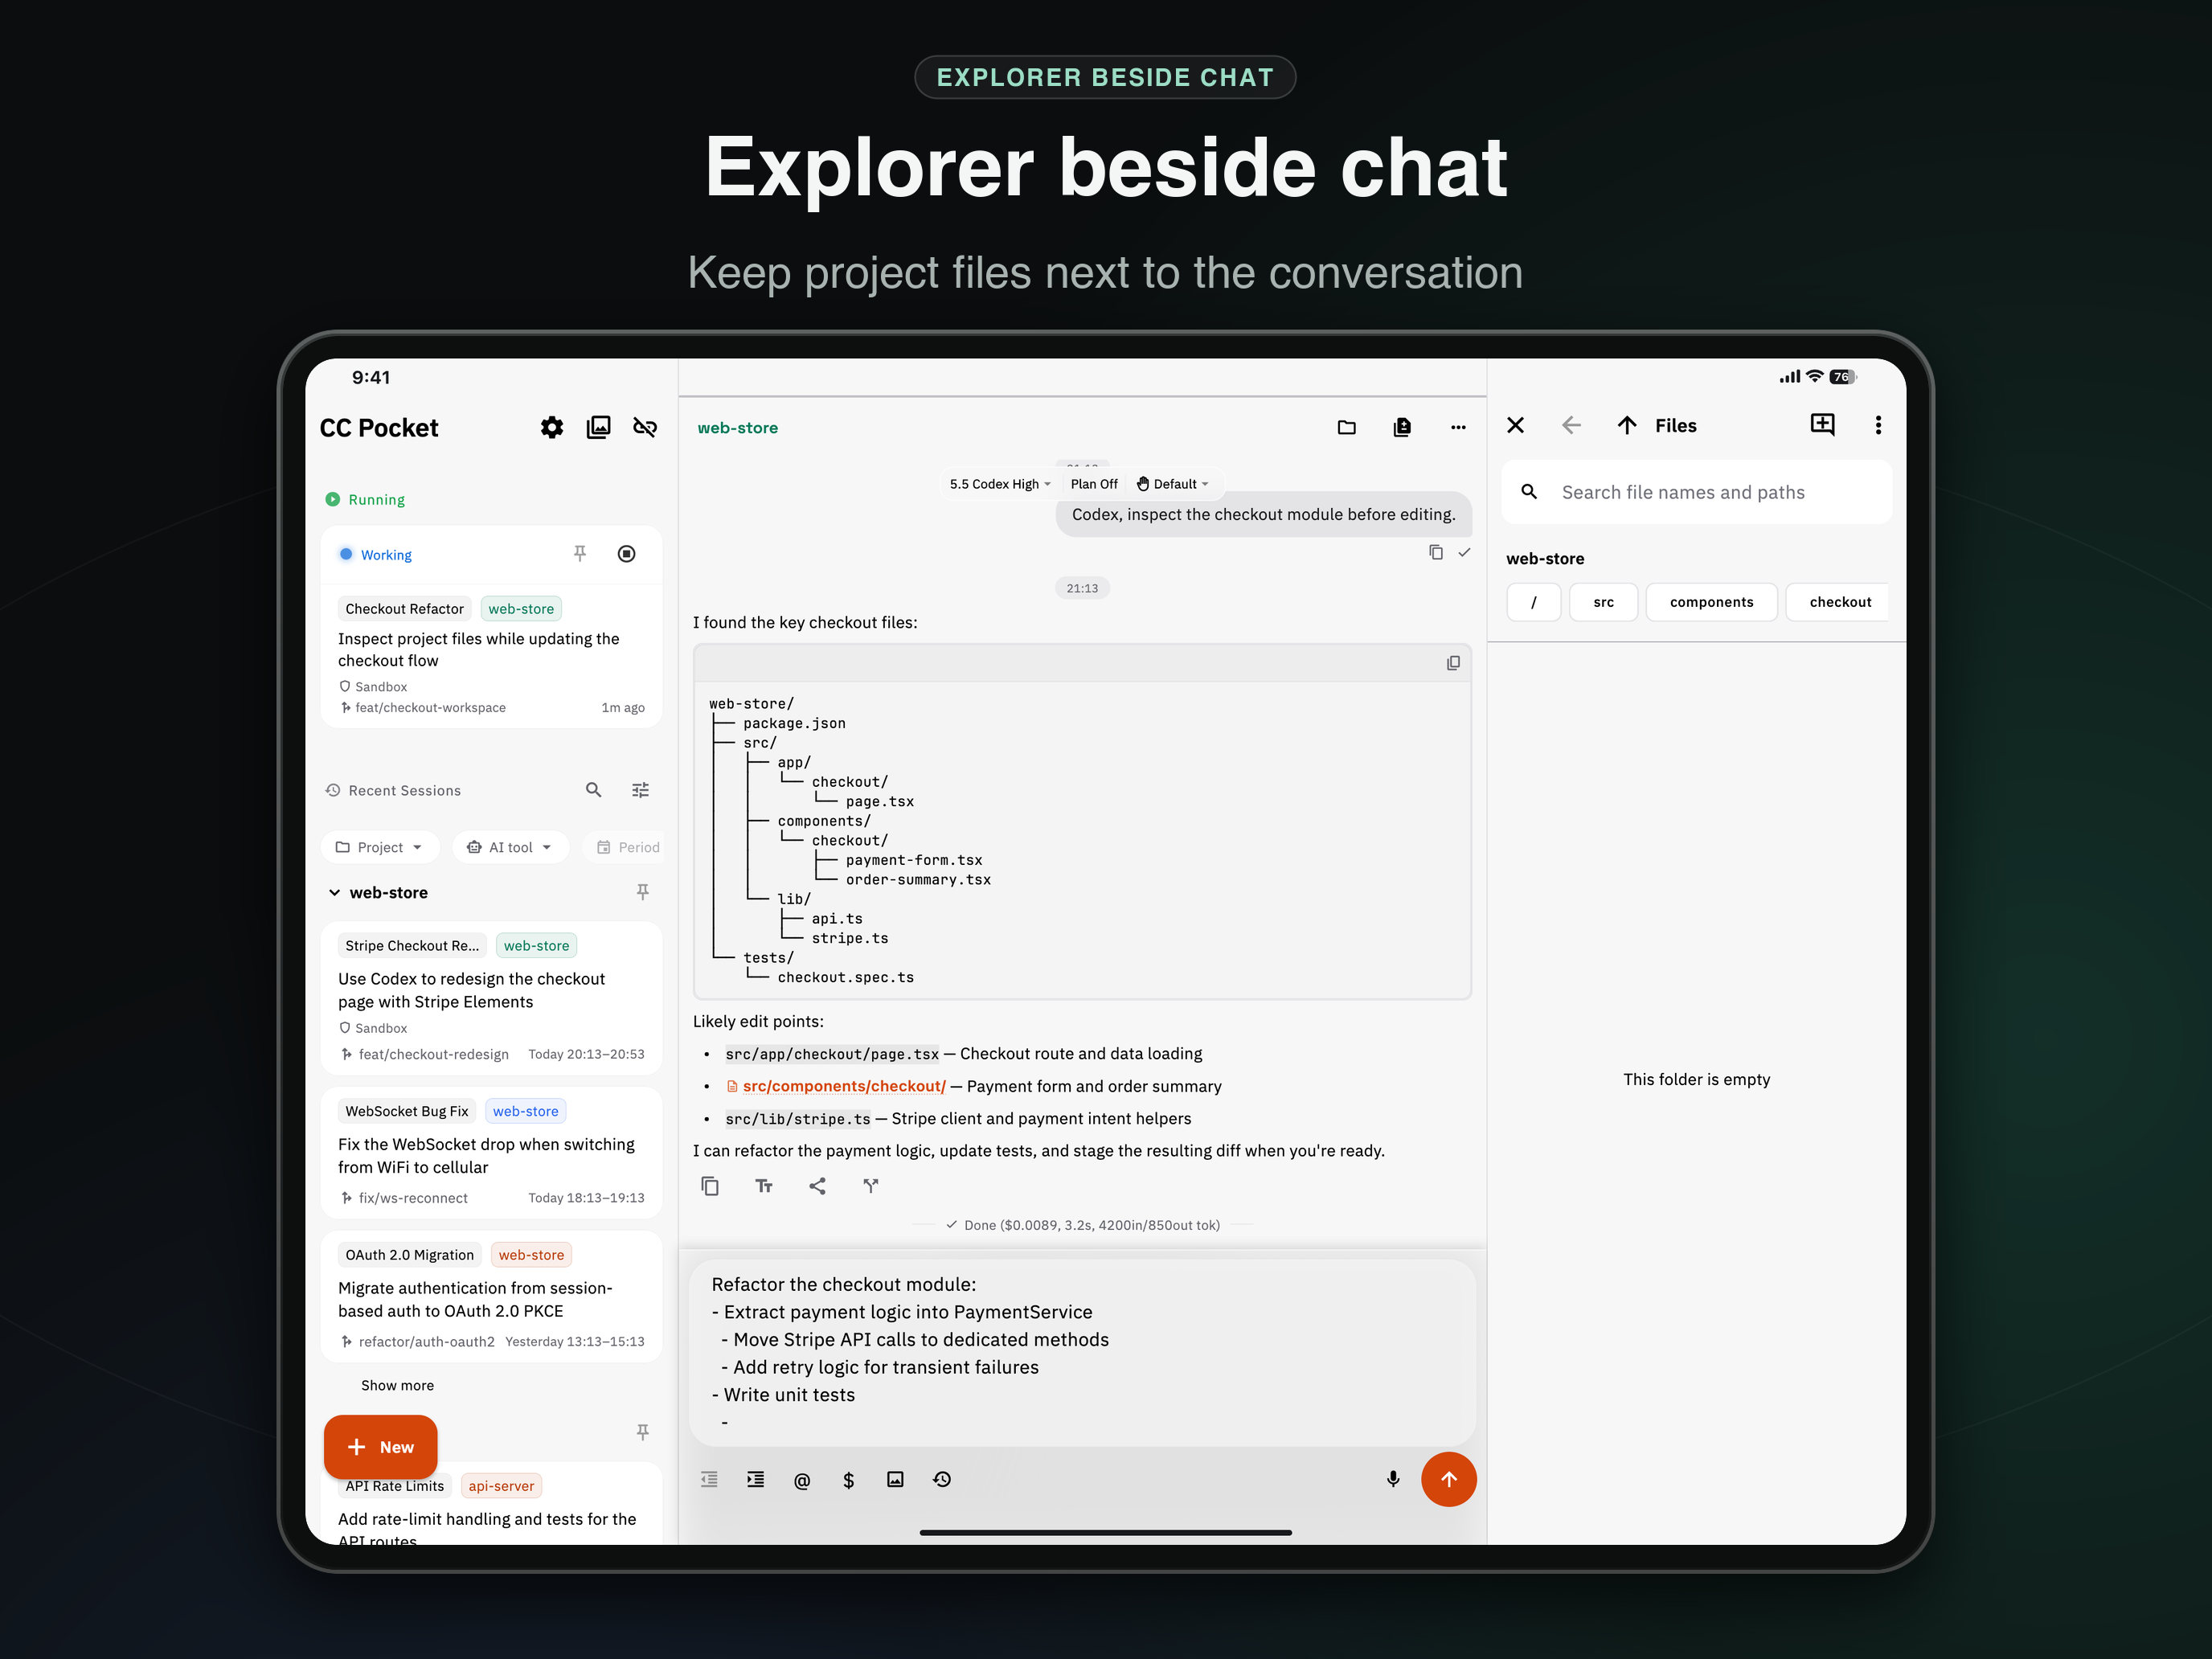 EXPLORER BESIDE CHAT
Explorer beside chat
Keep project files next to the conversation
9:41
76
CC Pocket
Running
Working
Checkout Refactor web-store
Inspect project files while updating the
checkout flow
Sandbox
feat/checkout-workspace 1m ago
Recent Sessions
Project AI tool Period
web-store
Stripe Checkout Re... web-store
Use Codex to redesign the checkout
page with Stripe Elements
Sandbox
feat/checkout-redesign Today 20:13–20:53
WebSocket Bug Fix web-store
Fix the WebSocket drop when switching
from WiFi to cellular
fix/ws-reconnect Today 18:13–19:13
OAuth 2.0 Migration web-store
Migrate authentication from session-
based auth to OAuth 2.0 PKCE
refactor/auth-oauth2 Yesterday 13:13–15:13
Show more
+ New
API Rate Limits api-server
Add rate-limit handling and tests for the
API routes
web-store
5.5 Codex High Plan Off Default
Codex, inspect the checkout module before editing.
21:13
I found the key checkout files:
web-store/
├── package.json
├── src/
│   ├── app/
│   │   └── checkout/
│   │       └── page.tsx
│   ├── components/
│   │   └── checkout/
│   │       ├── payment-form.tsx
│   │       └── order-summary.tsx
│   └── lib/
│       ├── api.ts
│       └── stripe.ts
└── tests/
    └── checkout.spec.ts
Likely edit points:
• src/app/checkout/page.tsx — Checkout route and data loading
• src/components/checkout/ — Payment form and order summary
• src/lib/stripe.ts — Stripe client and payment intent helpers
I can refactor the payment logic, update tests, and stage the resulting diff when you're ready.
Done ($0.0089, 3.2s, 4200in/850out tok)
Refactor the checkout module:
- Extract payment logic into PaymentService
  - Move Stripe API calls to dedicated methods
  - Add retry logic for transient failures
- Write unit tests
  -
@ $
Files
Search file names and paths
web-store
/ src components checkout
This folder is empty